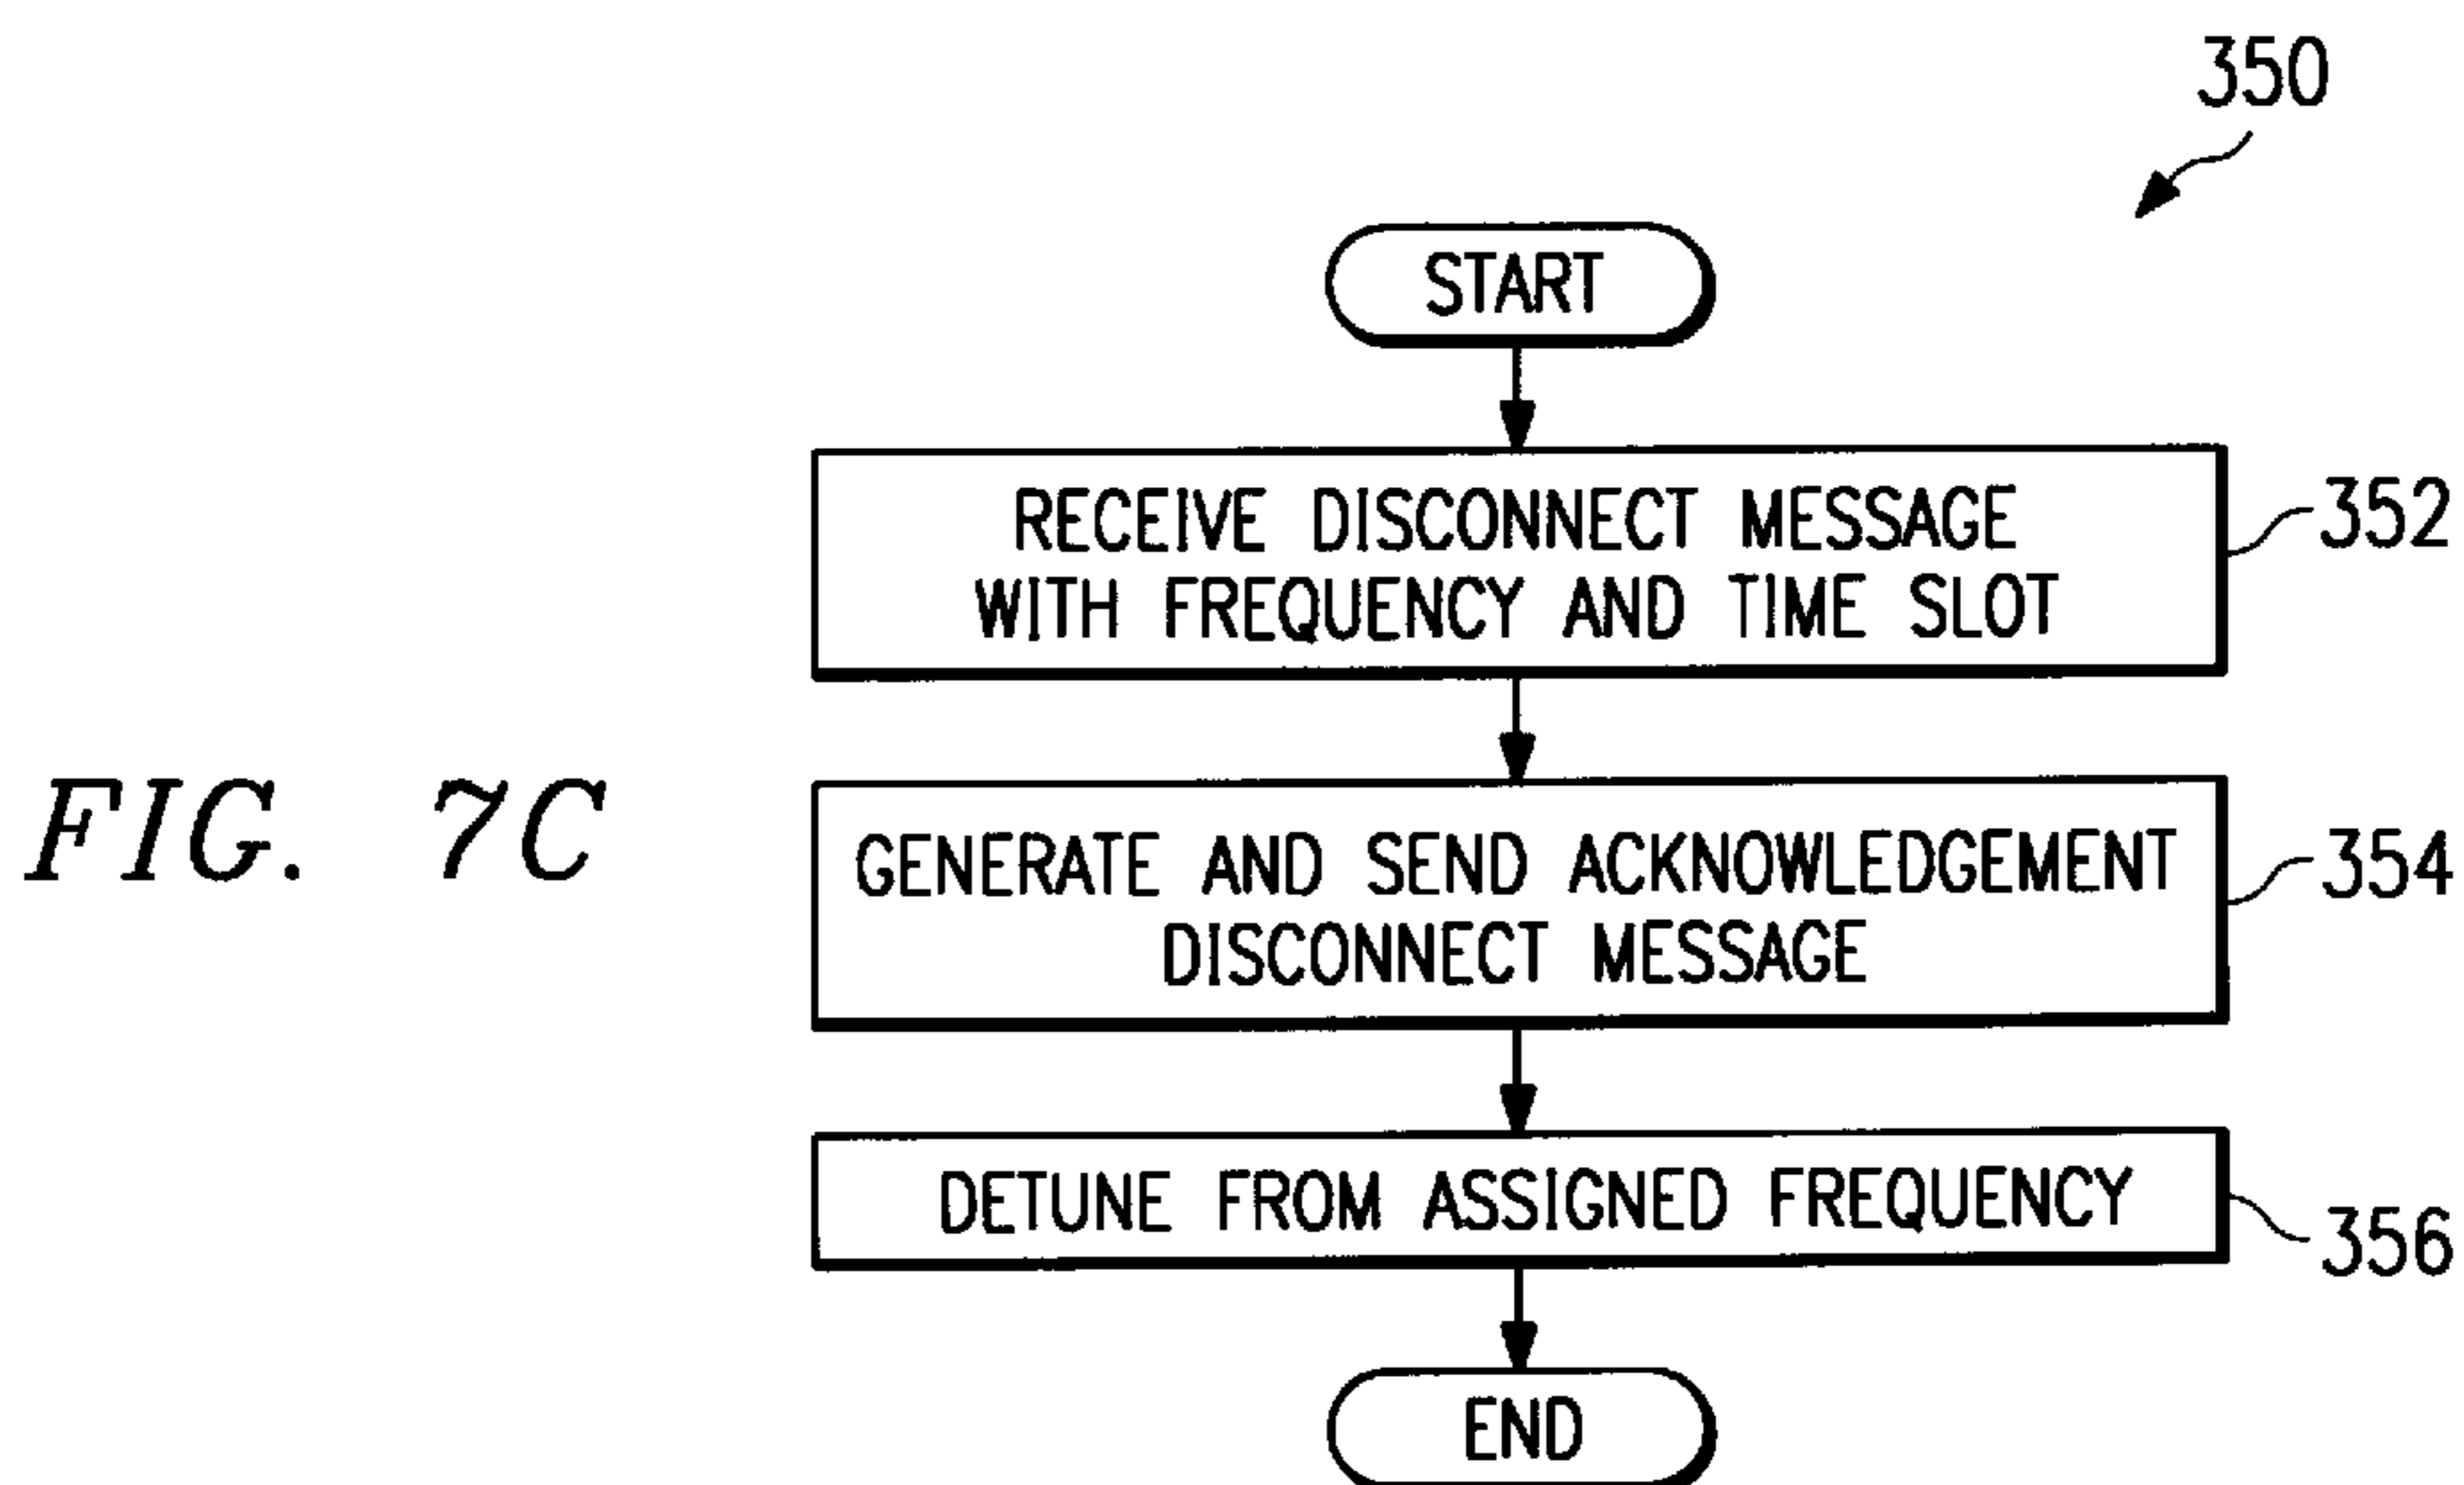 350
START
RECEIVE DISCONNECT MESSAGE
WITH FREQUENCY AND TIME SLOT
352
FIG. 7C
GENERATE AND SEND ACKNOWLEDGEMENT
DISCONNECT MESSAGE
354
DETUNE FROM ASSIGNED FREQUENCY
356
END